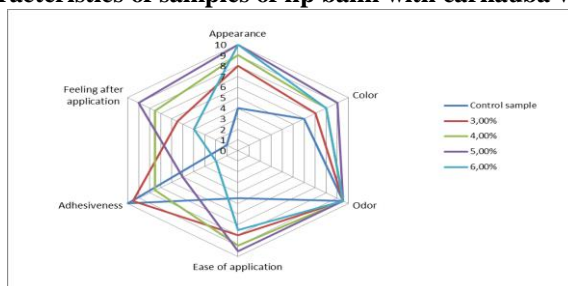 racteristics of samples of lip balm with carnauba
Appearance
10
9
8
7
6
5
4
3
2
1
0
Feeling after
application
Color
Control sample
3,00%
4,00%
5,00%
6,00%
Adhesiveness
Odor
Ease of application